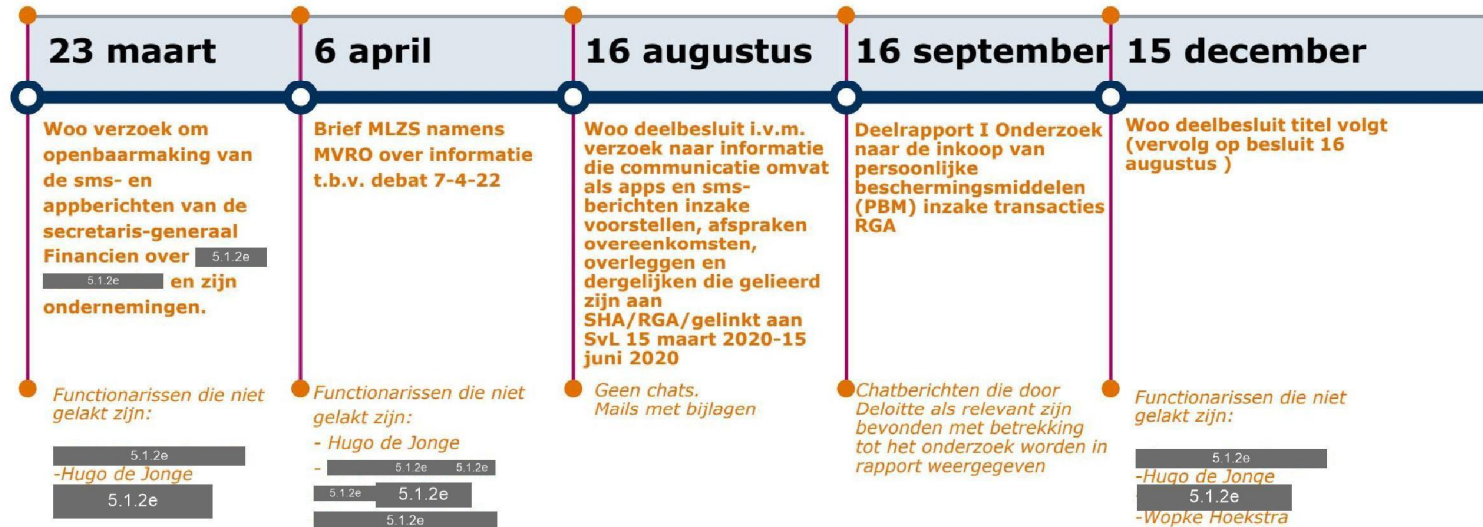 23 maart
6 april
16 augustus
16 september
15 december
Woo verzoek om
openbaarmaking van
de sms- en
appberichten van de
secretaris-generaal
Financien over 5.1.2e
5.1.2e en zijn
ondernemingen.
Brief MLZS namens
MVRO over informatie
t.b.v. debat 7-4-22
Woo deelbesluit i.v.m.
verzoek naar informatie
die communicatie omvat
als apps en sms-
berichten inzake
voorstellen, afspraken
overeenkomsten,
overleggen en
dergelijken die gelieerd
zijn aan
SHA/RGA/gelinkt aan
SvL 15 maart 2020-15
juni 2020
Deelrapport I Onderzoek
naar de inkoop van
persoonlijke
beschermingsmiddelen
(PBM) inzake transacties
RGA
Woo deelbesluit titel volgt
(vervolg op besluit 16
augustus )
Functionarissen die niet
gelakt zijn:
5.1.2e
-Hugo de Jonge
5.1.2e
Functionarissen die niet
gelakt zijn:
- Hugo de Jonge
- 5.1.2e 5.1.2e
5.1.2e 5.1.2e
5.1.2e
Geen chats.
Mails met bijlagen
Chatberichten die door
Deloitte als relevant zijn
bevonden met betrekking
tot het onderzoek worden in
rapport weergegeven
Functionarissen die niet
gelakt zijn:
5.1.2e
-Hugo de Jonge
5.1.2e
-Wopke Hoekstra